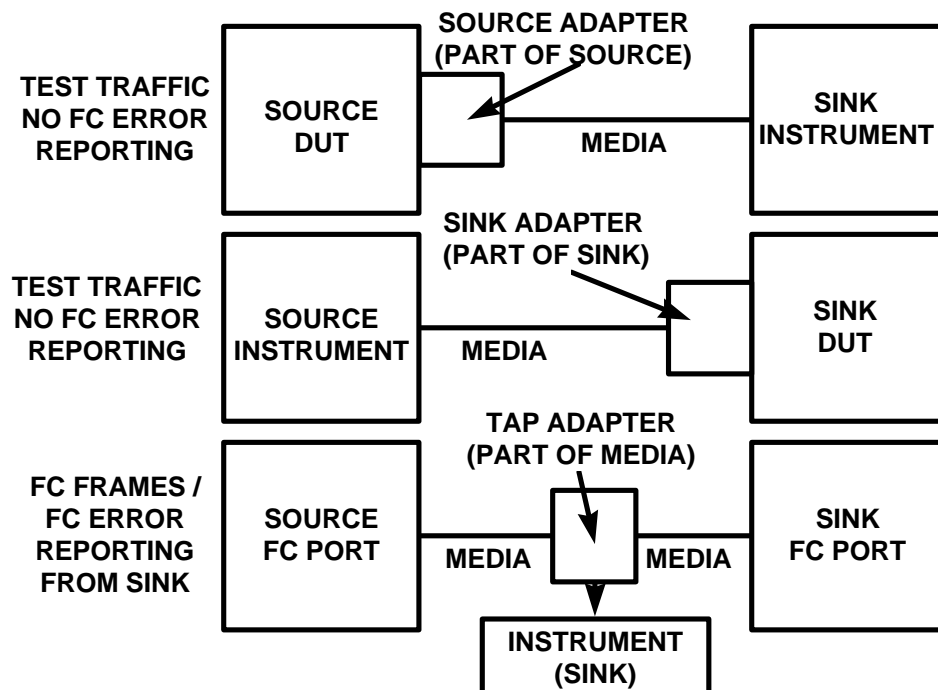 SOURCE ADAPTER
(PART OF SOURCE)
TEST TRAFFIC
NO FC ERROR
REPORTING
SOURCE
DUT
MEDIA
SINK
INSTRUMENT
SINK ADAPTER
(PART OF SINK)
TEST TRAFFIC
NO FC ERROR
REPORTING
SOURCE
INSTRUMENT
MEDIA
SINK
DUT
TAP ADAPTER
(PART OF MEDIA)
FC FRAMES /
FC ERROR
REPORTING
FROM SINK
SOURCE
FC PORT
MEDIA
MEDIA
SINK
FC PORT
INSTRUMENT
(SINK)